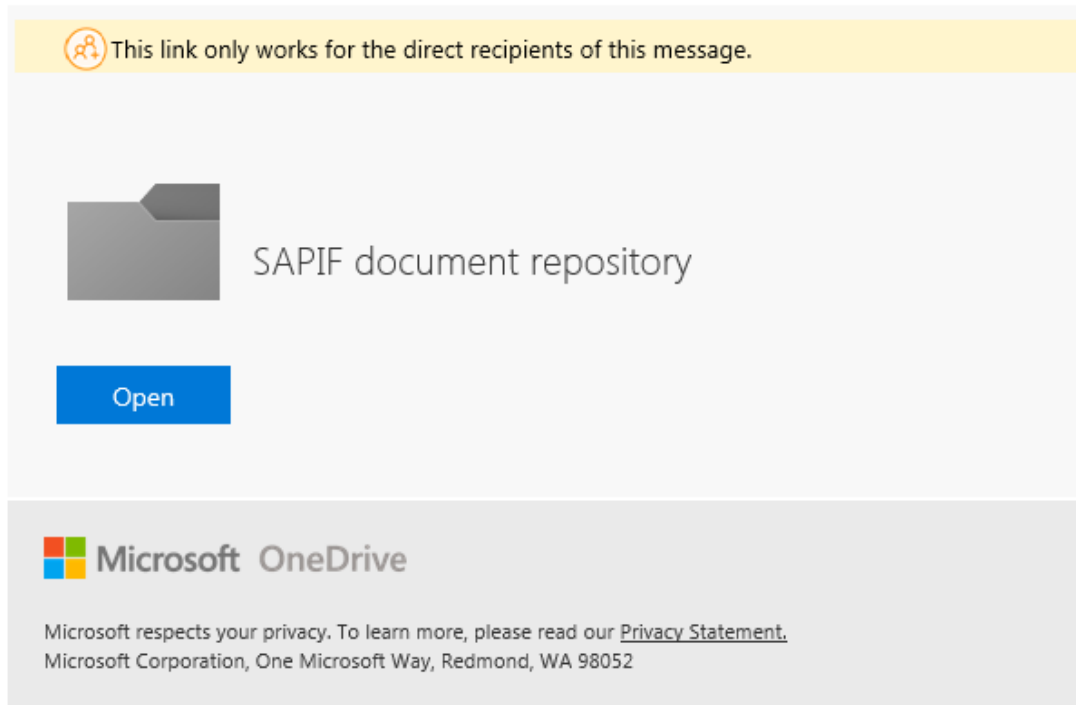 This link only works for the direct recipients of this message.
SAPIF document repository
Open
Microsoft OneDrive
Microsoft respects your privacy. To learn more, please read our Privacy Statement.
Microsoft Corporation, One Microsoft Way, Redmond, WA 98052